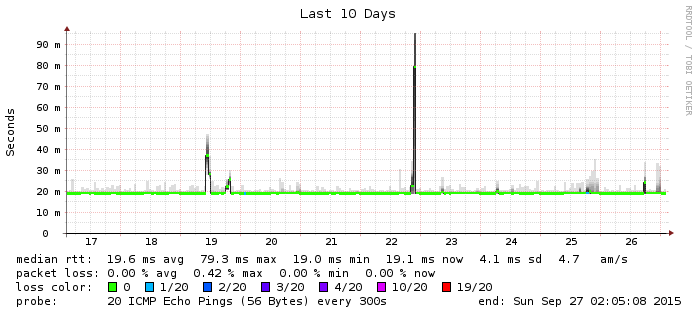 Last 10 Days
RRDTOOL / TOBI OETIKER
Seconds
90 m
80 m
70 m
60 m
50 m
40 m
30 m
20 m
10 m
0
17 18 19 20 21 22 23 24 25 26
median rtt: 19.6 ms avg 79.3 ms max 19.0 ms min 19.1 ms now 4.1 ms sd 4.7 am/s
packet loss: 0.00 % avg 0.42 % max 0.00 % min 0.00 % now
loss color: 0 1/20 2/20 3/20 4/20 10/20 19/20
probe: 20 ICMP Echo Pings (56 Bytes) every 300s end: Sun Sep 27 02:05:08 2015